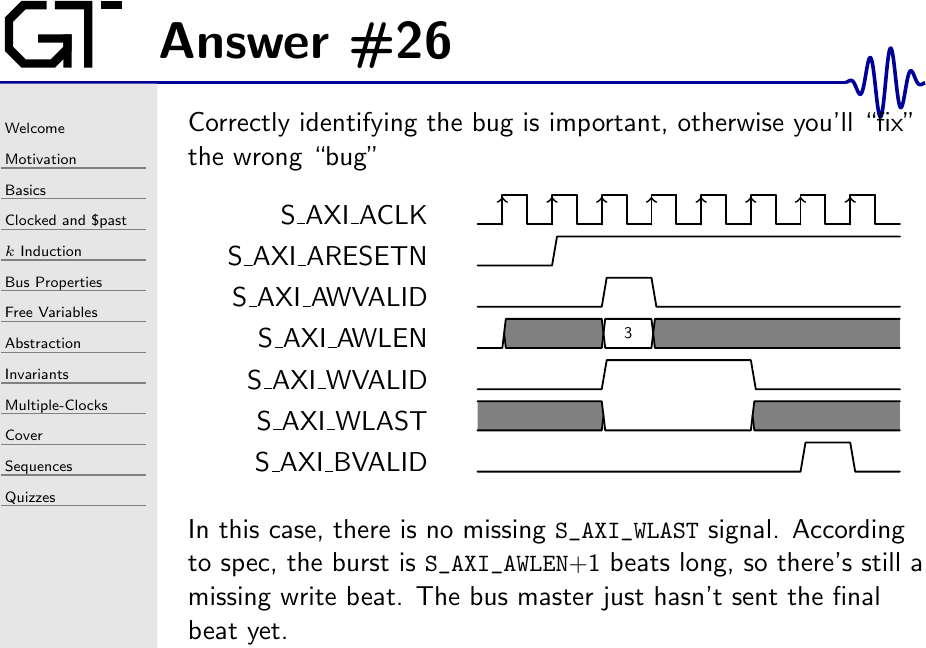 GT
Answer #26
Welcome
Motivation
Basics
Clocked and $past
k Induction
Bus Properties
Free Variables
Abstraction
Invariants
Multiple-Clocks
Cover
Sequences
Quizzes
Correctly identifying the bug is important, otherwise you'll “fix”
the wrong “bug”
S_AXI_ACLK
S_AXI_ARESETN
S_AXI_AWVALID
S_AXI_AWLEN
3
S_AXI_WVALID
S_AXI_WLAST
S_AXI_BVALID
In this case, there is no missing S_AXI_WLAST signal. According
to spec, the burst is S_AXI_AWLEN+1 beats long, so there's still a
missing write beat. The bus master just hasn't sent the final
beat yet.